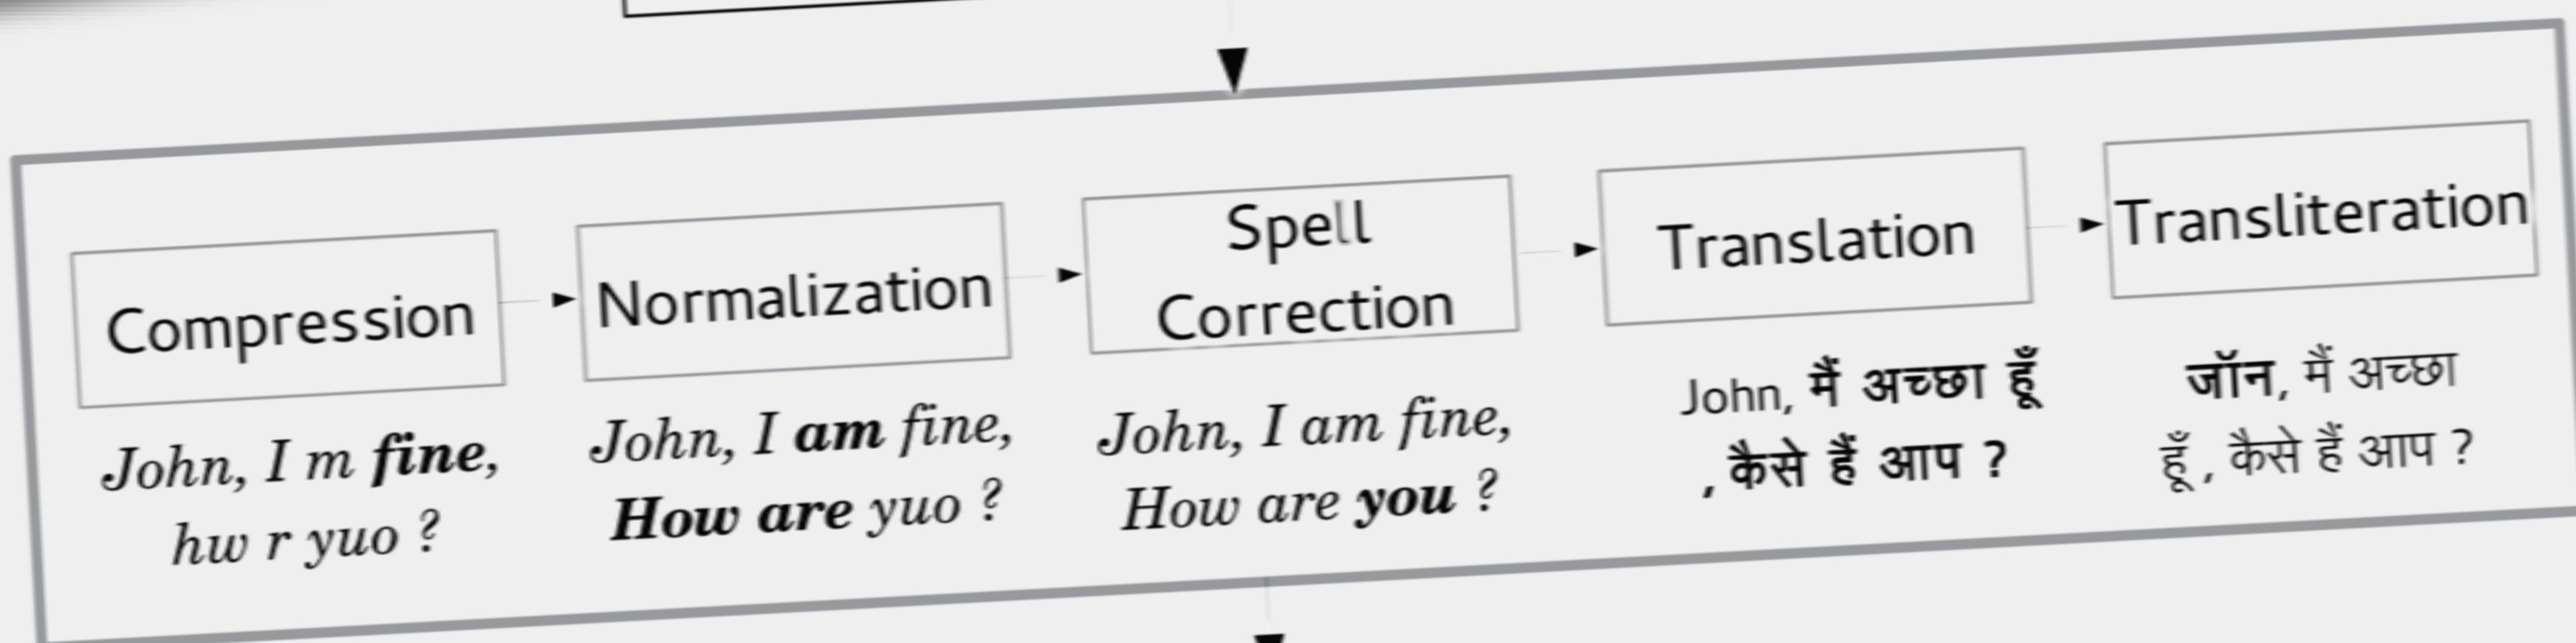 Compression
John, I m fine,
hw r yuo ?
Normalization
John, I am fine,
How are yuo ?
Spell
Correction
John, I am fine,
How are you ?
Translation
John, मैं अच्छा हूँ
, कैसे हैं आप ?
Transliteration
जॉन, मैं अच्छा
हूँ , कैसे हैं आप ?